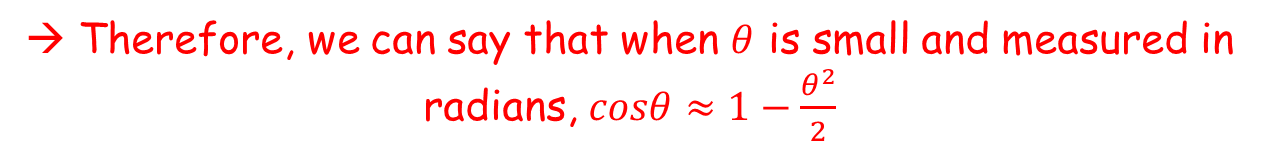 → Therefore, we can say that when θ is small and measured in
radians, cosθ ≈ 1 − θ²/2